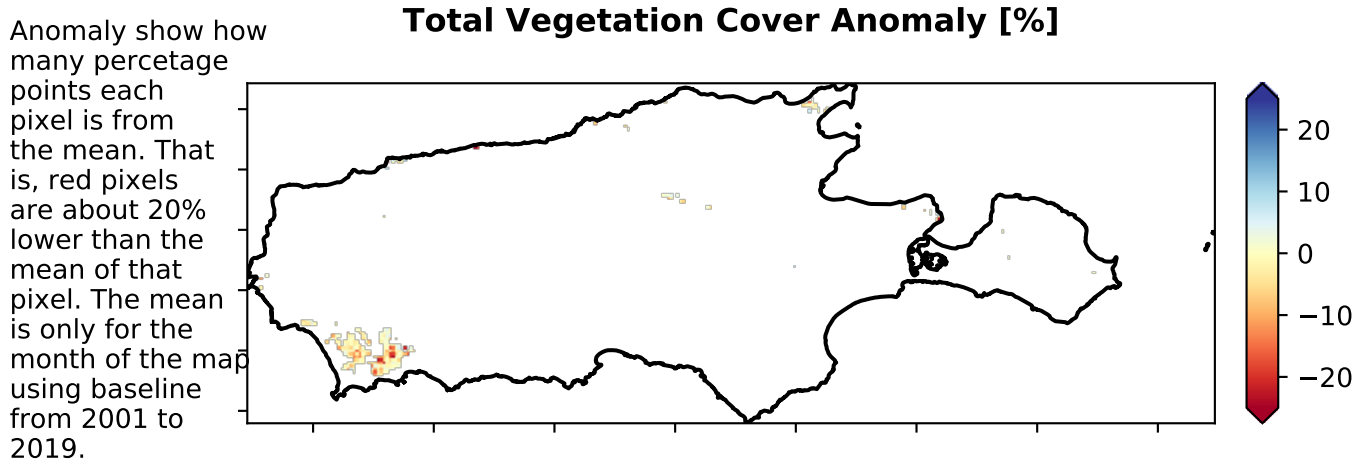 Total Vegetation Cover Anomaly [%]
Anomaly show how
many percetage
points each
pixel is from
the mean. That
is, red pixels
are about 20%
lower than the
mean of that
pixel. The mean
is only for the
month of the map
using baseline
from 2001 to
2019.
20
10
0
−10
−20